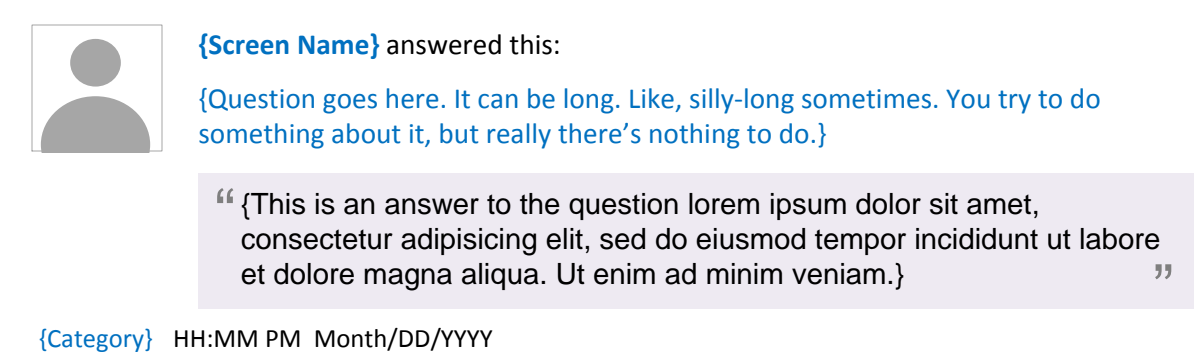 {Screen Name} answered this:
{Question goes here. It can be long. Like, silly-long sometimes. You try to do
something about it, but really there’s nothing to do.}
“ {This is an answer to the question lorem ipsum dolor sit amet,
consectetur adipisicing elit, sed do eiusmod tempor incididunt ut labore
et dolore magna aliqua. Ut enim ad minim veniam.} ”
{Category} HH:MM PM Month/DD/YYYY